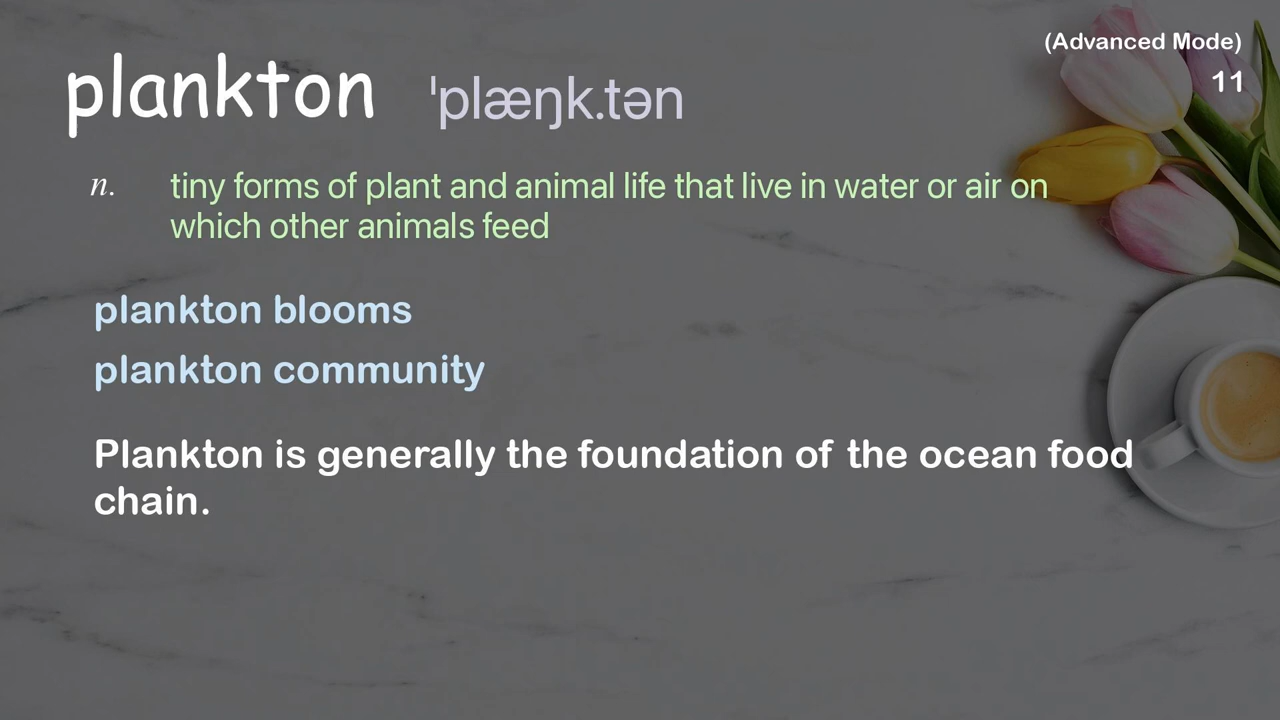 (Advanced Mode)
plankton ˈplæŋk.tən
11
n. tiny forms of plant and animal life that live in water or air on
which other animals feed
plankton blooms
plankton community
Plankton is generally the foundation of the ocean food
chain.